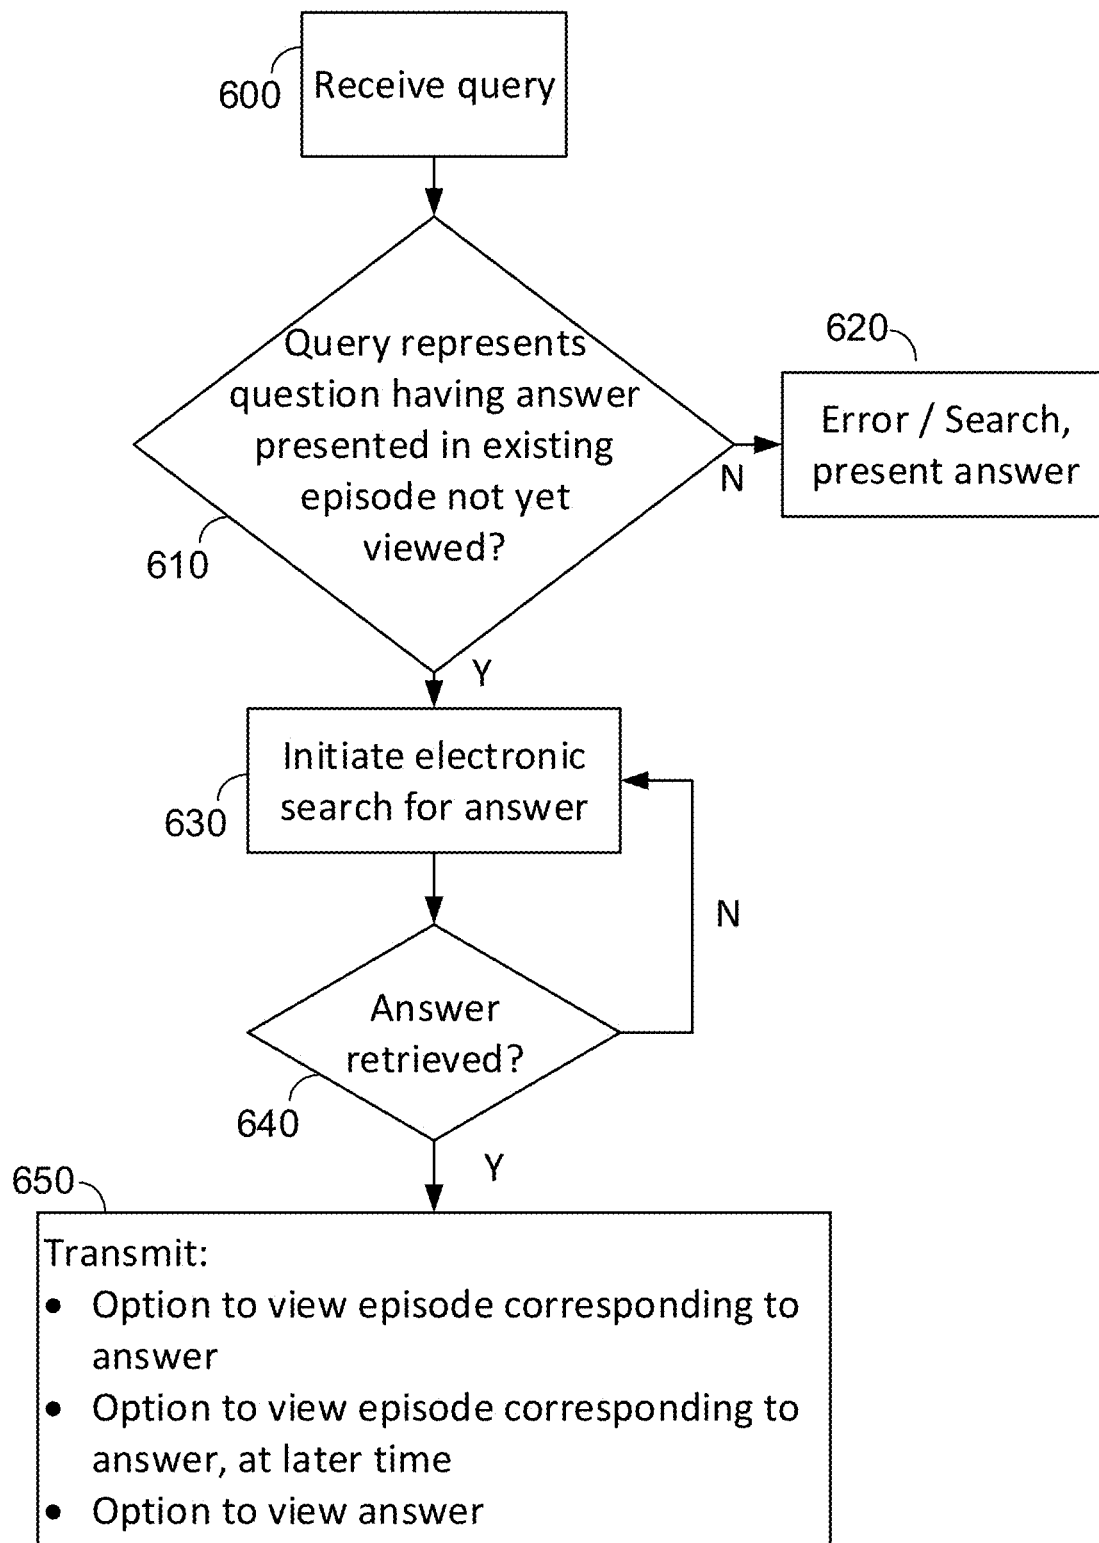 600
Receive query
Query represents
question having answer
presented in existing
episode not yet
viewed?
610
N
620
Error / Search,
present answer
Y
Initiate electronic
search for answer
630
N
Answer
retrieved?
640
Y
650
Transmit:
• Option to view episode corresponding to
answer
• Option to view episode corresponding to
answer, at later time
• Option to view answer